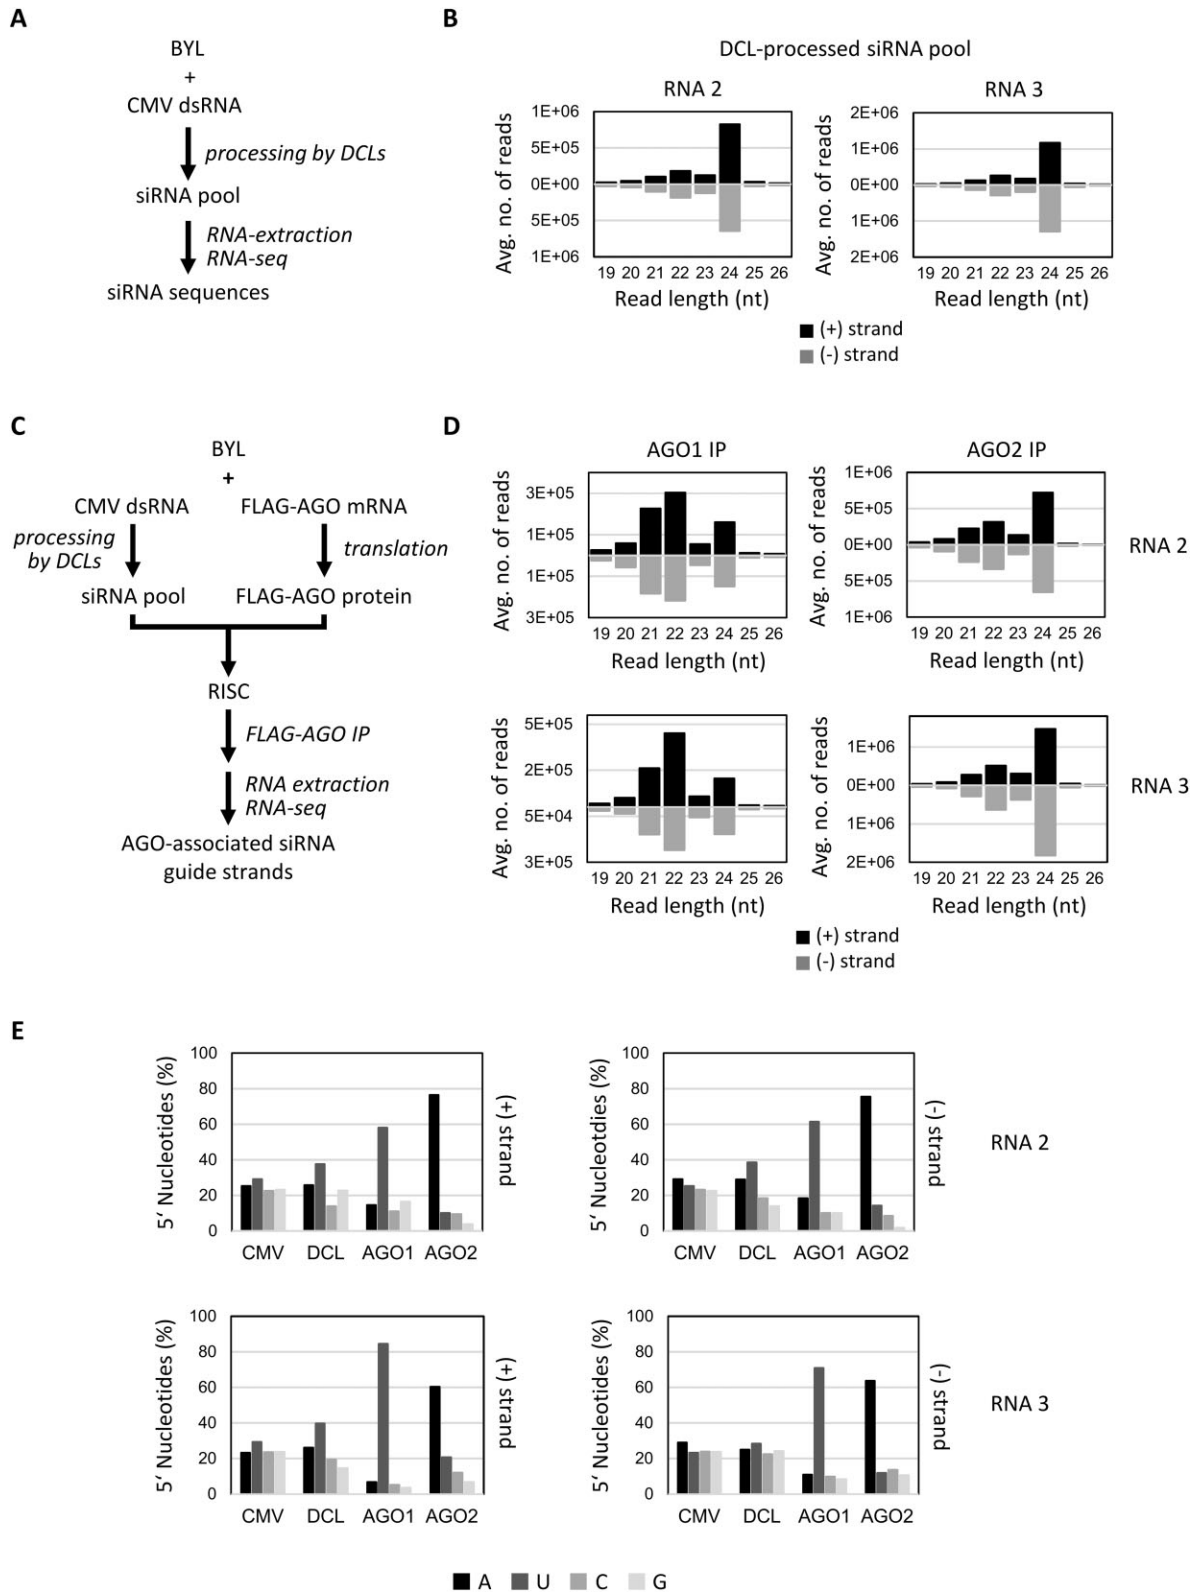 A
BYL
+
CMV dsRNA
processing by DCLs
siRNA pool
RNA-extraction
RNA-seq
siRNA sequences
B
DCL-processed siRNA pool
RNA 2
RNA 3
Avg. no. of reads
1E+06
5E+05
0E+00
5E+05
1E+06
19 20 21 22 23 24 25 26
Read length (nt)
Avg. no. of reads
2E+06
1E+06
0E+00
1E+06
2E+06
19 20 21 22 23 24 25 26
Read length (nt)
(+) strand
(-) strand
C
BYL
+
CMV dsRNA
FLAG-AGO mRNA
processing
by DCLs
translation
siRNA pool
FLAG-AGO protein
RISC
FLAG-AGO IP
RNA extraction
RNA-seq
AGO-associated siRNA
guide strands
D
AGO1 IP
AGO2 IP
Avg. no. of reads
3E+05
1E+05
1E+05
3E+05
19 20 21 22 23 24 25 26
Read length (nt)
Avg. no. of reads
1E+06
5E+05
0E+00
5E+05
1E+06
19 20 21 22 23 24 25 26
Read length (nt)
RNA 2
Avg. no. of reads
5E+05
2E+05
5E+04
3E+05
19 20 21 22 23 24 25 26
Read length (nt)
Avg. no. of reads
1E+06
0E+00
1E+06
2E+06
19 20 21 22 23 24 25 26
Read length (nt)
RNA 3
(+) strand
(-) strand
E
5‘ Nucleotides (%)
100
80
60
40
20
0
CMV DCL AGO1 AGO2
(+) strand
5‘ Nucleotdies (%)
100
80
60
40
20
0
CMV DCL AGO1 AGO2
(-) strand
RNA 2
5‘ Nucleotides (%)
100
80
60
40
20
0
CMV DCL AGO1 AGO2
(+) strand
5‘ Nucleotides (%)
100
80
60
40
20
0
CMV DCL AGO1 AGO2
(-) strand
RNA 3
A U C G